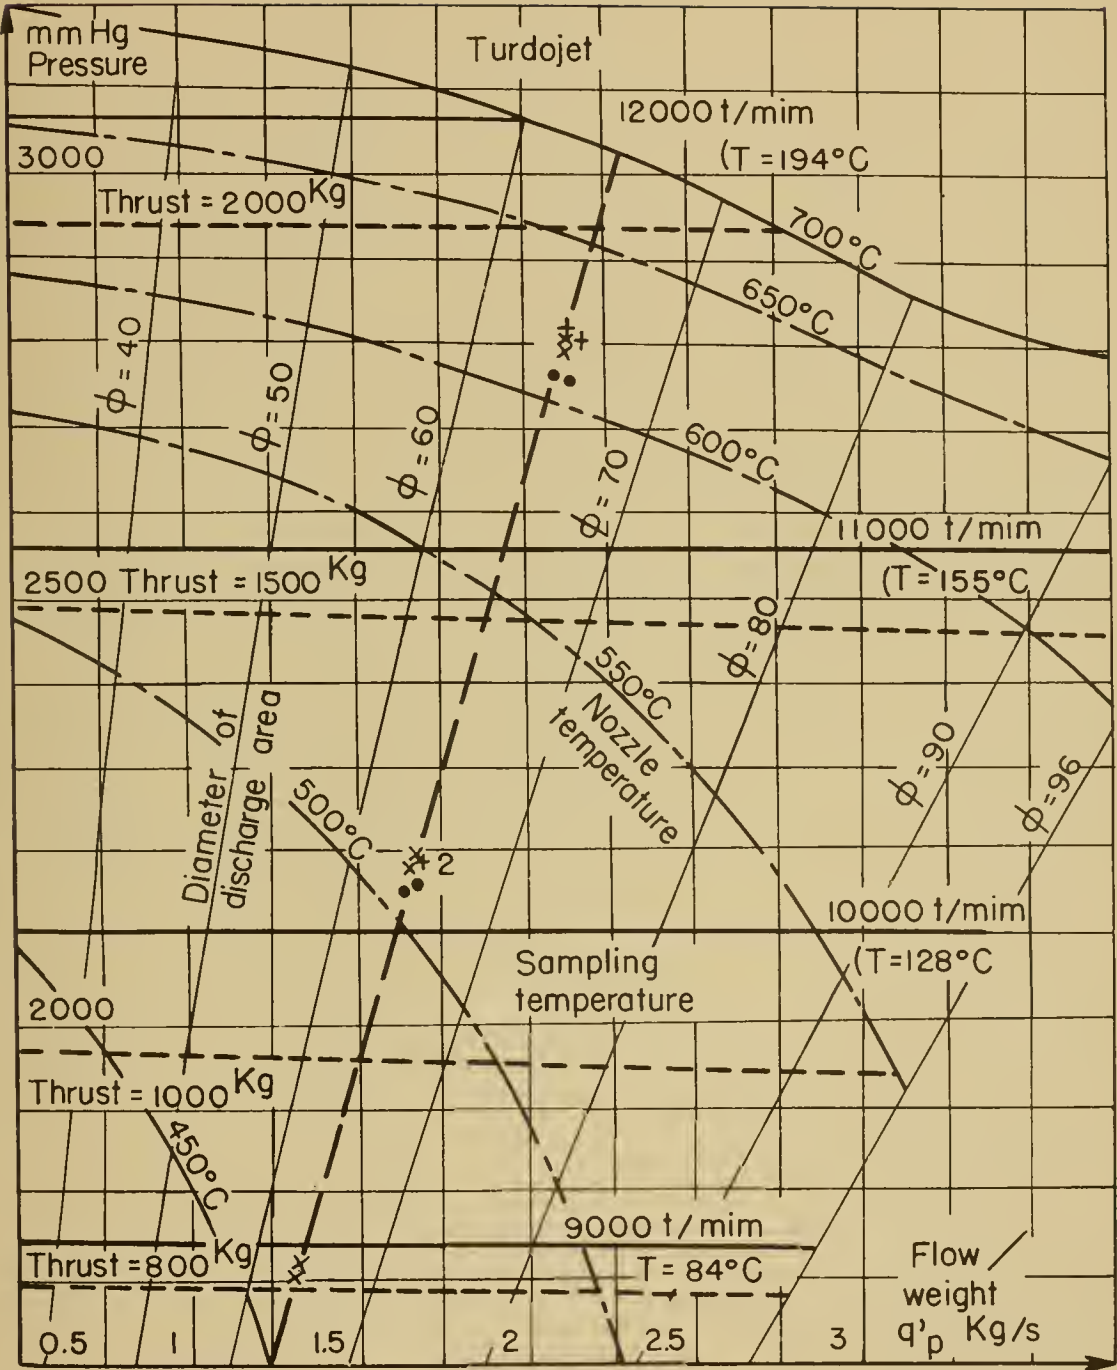 mm Hg
Pressure
Turdojet
12000 t/mim
(T = 194°C
3000
Thrust = 2000 Kg
700°C
650°C
ϕ = 40
ϕ = 50
ϕ = 60
600°C
ϕ = 70
11000 t/mim
(T = 155°C
2500 Thrust = 1500 Kg
ϕ = 80
550°C
Nozzle
temperature
Diameter of
discharge area
ϕ = 90
ϕ = 96
500°C
2
10000 t/mim
(T = 128°C
Sampling
temperature
2000
Thrust = 1000 Kg
450°C
9000 t/mim
T = 84°C
Thrust = 800 Kg
Flow
weight
q'p Kg/s
0.5 1 1.5 2 2.5 3